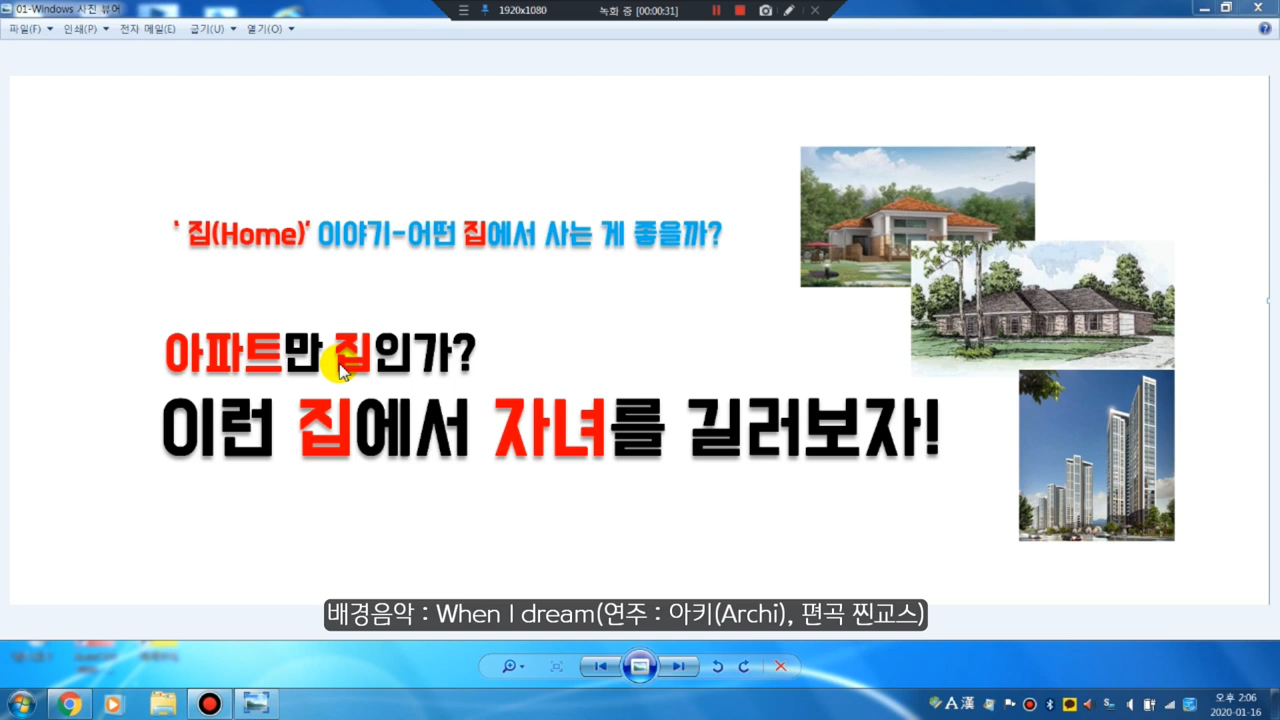 01-Windows 사진 뷰어
1920x1080 녹화 중 [00:00:31]
파일(F) 인쇄(P) 전자 메일(E) 굽기(U) 열기(O)
' 집(Home)' 이야기-어떤 집에서 사는 게 좋을까?
아파트만 집인가?
이런 집에서 자녀를 길러보자!
배경음악 : When I dream(연주 : 아키(Archi), 편곡 찐교스)
A 漢
오후 2:06
2020-01-16